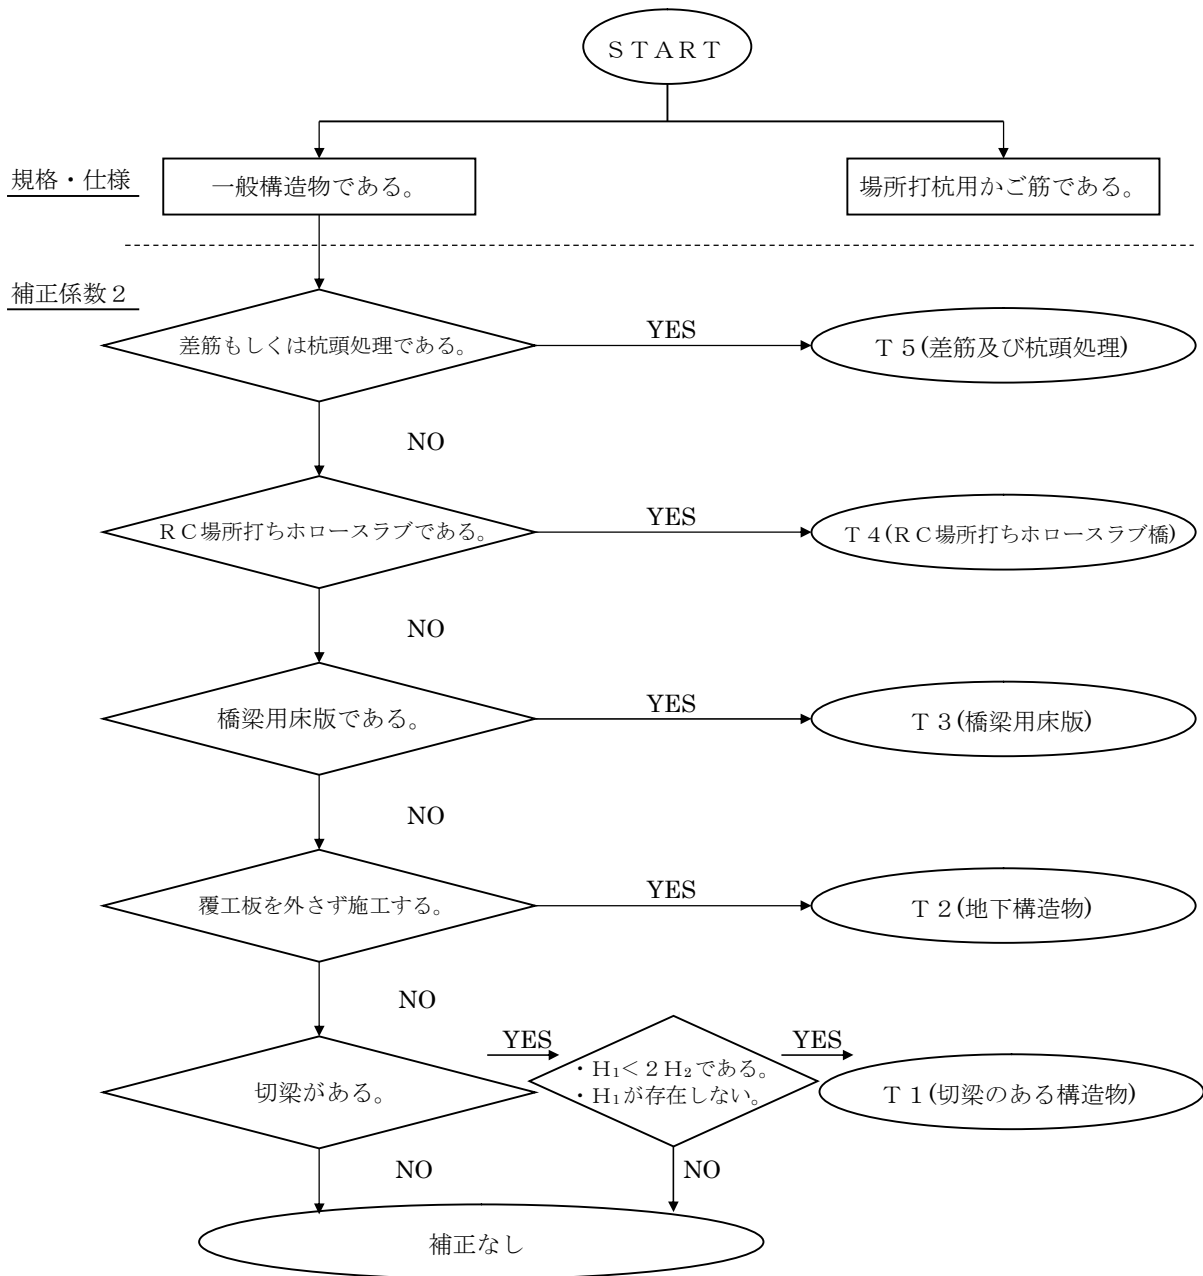 ＳＴＡＲＴ
規格・仕様
一般構造物である。
場所打杭用かご筋である。
補正係数２
差筋もしくは杭頭処理である。
YES
Ｔ５(差筋及び杭頭処理)
NO
ＲＣ場所打ちホロースラブである。
YES
Ｔ４(ＲＣ場所打ちホロースラブ橋)
NO
橋梁用床版である。
YES
Ｔ３(橋梁用床版)
NO
覆工板を外さず施工する。
YES
Ｔ２(地下構造物)
NO
切梁がある。
YES
・H₁<２H₂である。
・H₁が存在しない。
YES
Ｔ１(切梁のある構造物)
NO
NO
補正なし